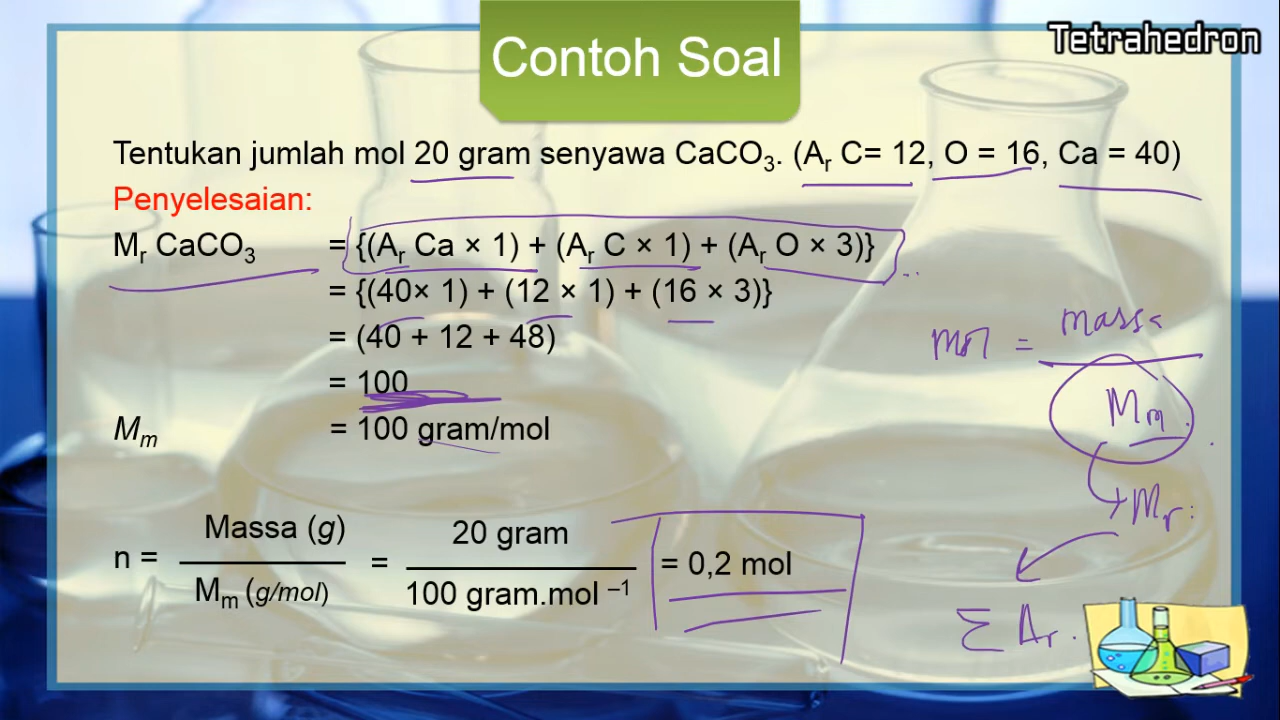 Tetrahedron
Contoh Soal
Tentukan jumlah mol 20 gram senyawa CaCO₃. (Aᵣ C= 12, O = 16, Ca = 40)
Penyelesaian:
Mᵣ CaCO₃ = {(Aᵣ Ca × 1) + (Aᵣ C × 1) + (Aᵣ O × 3)}
= {(40× 1) + (12 × 1) + (16 × 3)}
= (40 + 12 + 48)
= 100
Mₘ = 100 gram/mol
n = Massa (g) / Mₘ (g/mol) = 20 gram / 100 gram.mol ⁻¹ = 0,2 mol
mol = massa
Mₘ
Mᵣ
Σ Aᵣ